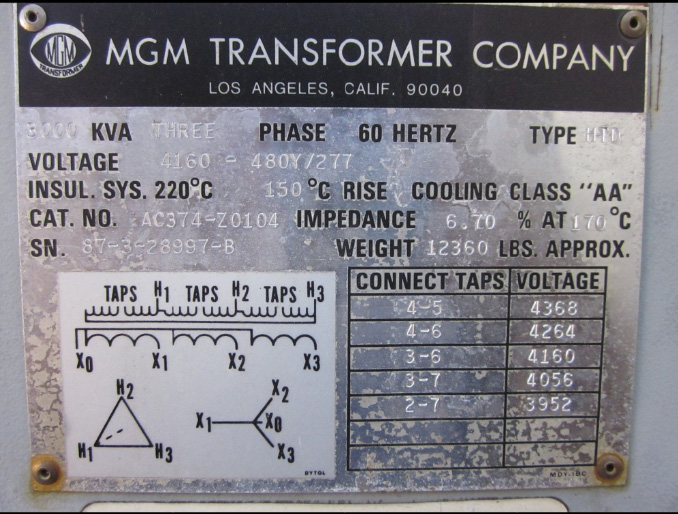 MGM
TRANSFORMER
MGM TRANSFORMER COMPANY
LOS ANGELES, CALIF. 90040
3000 KVA THREE PHASE 60 HERTZ TYPE
VOLTAGE 4160 - 480Y/277
INSUL. SYS. 220°C 150 °C RISE COOLING CLASS "AA"
CAT. NO. AC374-Z0104 IMPEDANCE 6.70 % AT 170 °C
SN. 87-3-28997-B WEIGHT 12360 LBS. APPROX.
TAPS H1 TAPS H2 TAPS H3
X0 X1 X2 X3
H2
H1 H3
X2
X1 X0
X3
CONNECT TAPS VOLTAGE
4-5 4368
4-6 4264
3-6 4160
3-7 4056
2-7 3952